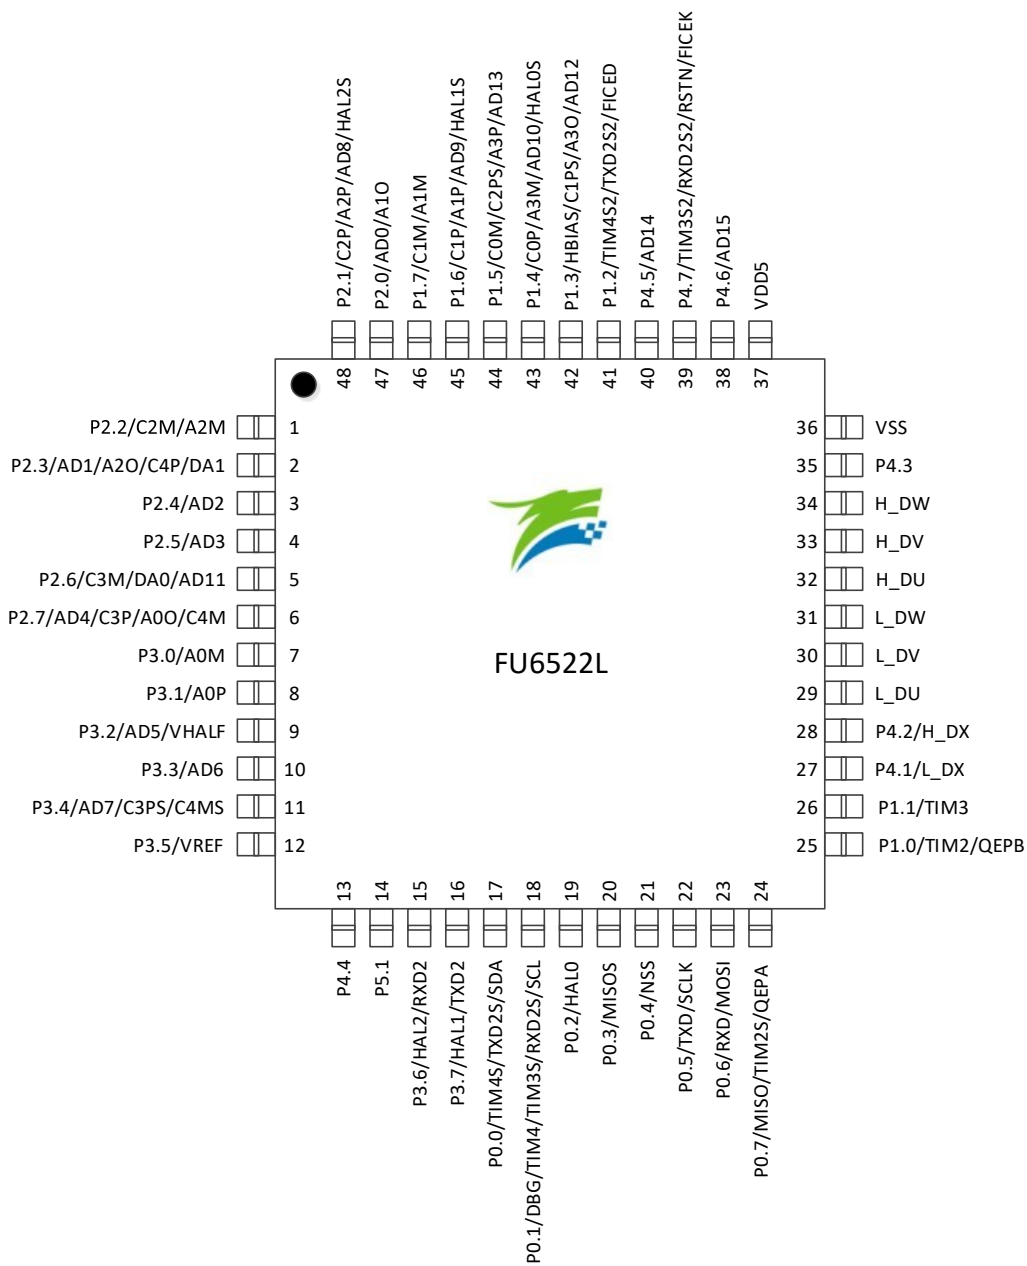 P2.1/C2P/A2P/AD8/HAL2S
P2.0/AD0/A1O
P1.7/C1M/A1M
P1.6/C1P/A1P/AD9/HAL1S
P1.5/C0M/C2PS/A3P/AD13
P1.4/C0P/A3M/AD10/HAL0S
P1.3/HBIAS/C1PS/A3O/AD12
P1.2/TIM4S2/TXD2S2/FICED
P4.5/AD14
P4.7/TIM3S2/RXD2S2/RSTN/FICEK
P4.6/AD15
VDD5
48 47 46 45 44 43 42 41 40 39 38 37
P2.2/C2M/A2M 1 36 VSS
P2.3/AD1/A2O/C4P/DA1 2 35 P4.3
P2.4/AD2 3 34 H_DW
P2.5/AD3 4 33 H_DV
P2.6/C3M/DA0/AD11 5 32 H_DU
P2.7/AD4/C3P/A0O/C4M 6 31 L_DW
P3.0/A0M 7 30 L_DV
FU6522L
P3.1/A0P 8 29 L_DU
P3.2/AD5/VHALF 9 28 P4.2/H_DX
P3.3/AD6 10 27 P4.1/L_DX
P3.4/AD7/C3PS/C4MS 11 26 P1.1/TIM3
P3.5/VREF 12 25 P1.0/TIM2/QEPB
13 14 15 16 17 18 19 20 21 22 23 24
P4.4
P5.1
P3.6/HAL2/RXD2
P3.7/HAL1/TXD2
P0.0/TIM4S/TXD2S/SDA
P0.1/DBG/TIM4/TIM3S/RXD2S/SCL
P0.2/HAL0
P0.3/MISOS
P0.4/NSS
P0.5/TXD/SCLK
P0.6/RXD/MOSI
P0.7/MISO/TIM2S/QEPA